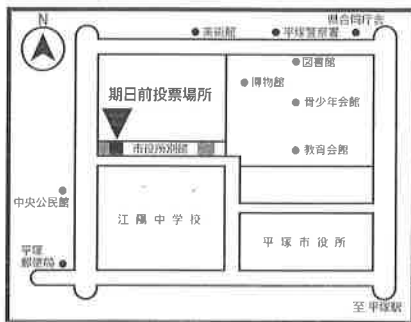 N
県合同庁舎
美術館
平塚警察署
図書館
博物館
期日前投票場所
青少年会館
市役所別館
教育会館
中央公民館
江陽中学校
平塚市役所
平塚
郵便局
至 平塚駅